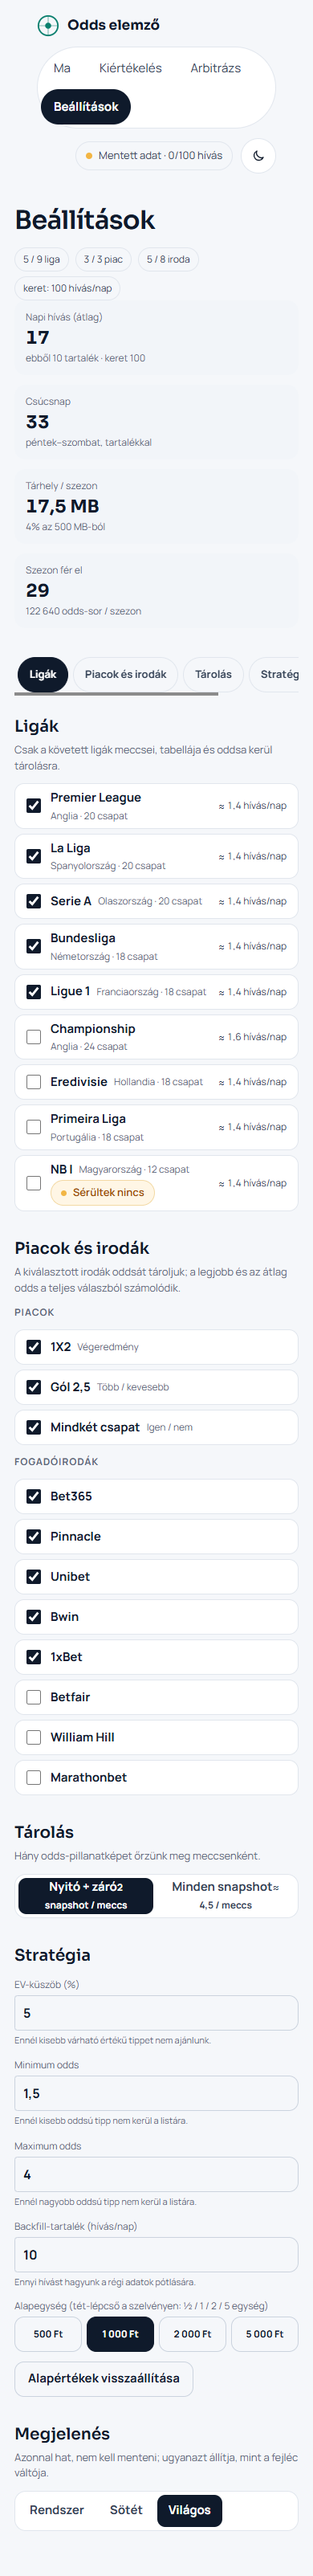 Odds elemző
Ma Kiértékelés Arbitrázs
Beállítások
Mentett adat · 0/100 hívás
Beállítások
5 / 9 liga 3 / 3 piac 5 / 8 iroda
keret: 100 hívás/nap
Napi hívás (átlag)
17
ebből 10 tartalék · keret 100
Csúcsnap
33
péntek–szombat, tartalékkal
Tárhely / szezon
17,5 MB
4% az 500 MB-ból
Szezon fér el
29
122 640 odds-sor / szezon
Ligák Piacok és irodák Tárolás Stratég
Ligák
Csak a követett ligák meccsei, tabellája és oddsa kerül
tárolásra.
Premier League
Anglia · 20 csapat
≈ 1,4 hívás/nap
La Liga
Spanyolország · 20 csapat
≈ 1,4 hívás/nap
Serie A Olaszország · 20 csapat ≈ 1,4 hívás/nap
Bundesliga
Németország · 18 csapat
≈ 1,4 hívás/nap
Ligue 1 Franciaország · 18 csapat ≈ 1,4 hívás/nap
Championship
Anglia · 24 csapat
≈ 1,6 hívás/nap
Eredivisie Hollandia · 18 csapat ≈ 1,4 hívás/nap
Primeira Liga
Portugália · 18 csapat
≈ 1,4 hívás/nap
NB I Magyarország · 12 csapat
Sérültek nincs
≈ 1,4 hívás/nap
Piacok és irodák
A kiválasztott irodák oddsát tároljuk; a legjobb és az átlag
odds a teljes válaszból számolódik.
PIACOK
1X2 Végeredmény
Gól 2,5 Több / kevesebb
Mindkét csapat Igen / nem
FOGADÓIRODÁK
Bet365
Pinnacle
Unibet
Bwin
1xBet
Betfair
William Hill
Marathonbet
Tárolás
Hány odds-pillanatképet őrzünk meg meccsenként.
Nyitó + záró2
snapshot / meccs
Minden snapshot≈
4,5 / meccs
Stratégia
EV-küszöb (%)
5
Ennél kisebb várható értékű tippet nem ajánlunk.
Minimum odds
1,5
Ennél kisebb oddsú tipp nem kerül a listára.
Maximum odds
4
Ennél nagyobb oddsú tipp nem kerül a listára.
Backfill-tartalék (hívás/nap)
10
Ennyi hívást hagyunk a régi adatok pótlására.
Alapegység (tét-lépcső a szelvényen: ½ / 1 / 2 / 5 egység)
500 Ft 1 000 Ft 2 000 Ft 5 000 Ft
Alapértékek visszaállítása
Megjelenés
Azonnal hat, nem kell menteni; ugyanazt állítja, mint a fejléc
váltója.
Rendszer Sötét Világos